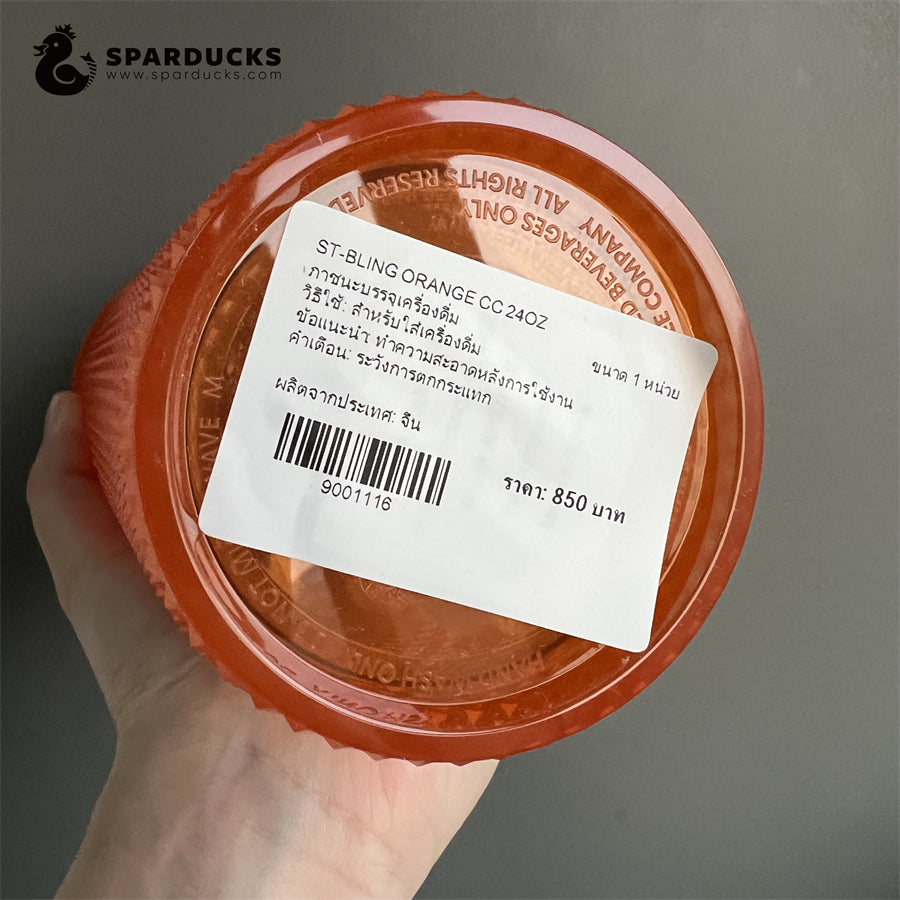 SPARDUCKS
www.sparducks.com
ALL RIGHTS RESERVED
BEVERAGES ONLY
COMPANY
ST-BLING ORANGE CC 24OZ
ภาชนะบรรจุเครื่องดื่ม
ขนาด 1 หน่วย
วิธีใช้: สำหรับใส่เครื่องดื่ม
ข้อแนะนำ: ทำความสะอาดหลังการใช้งาน
คำเตือน: ระวังการตกกระแทก
ผลิตจากประเทศ: จีน
9001116
ราคา: 850 บาท
HAND WASH ONLY